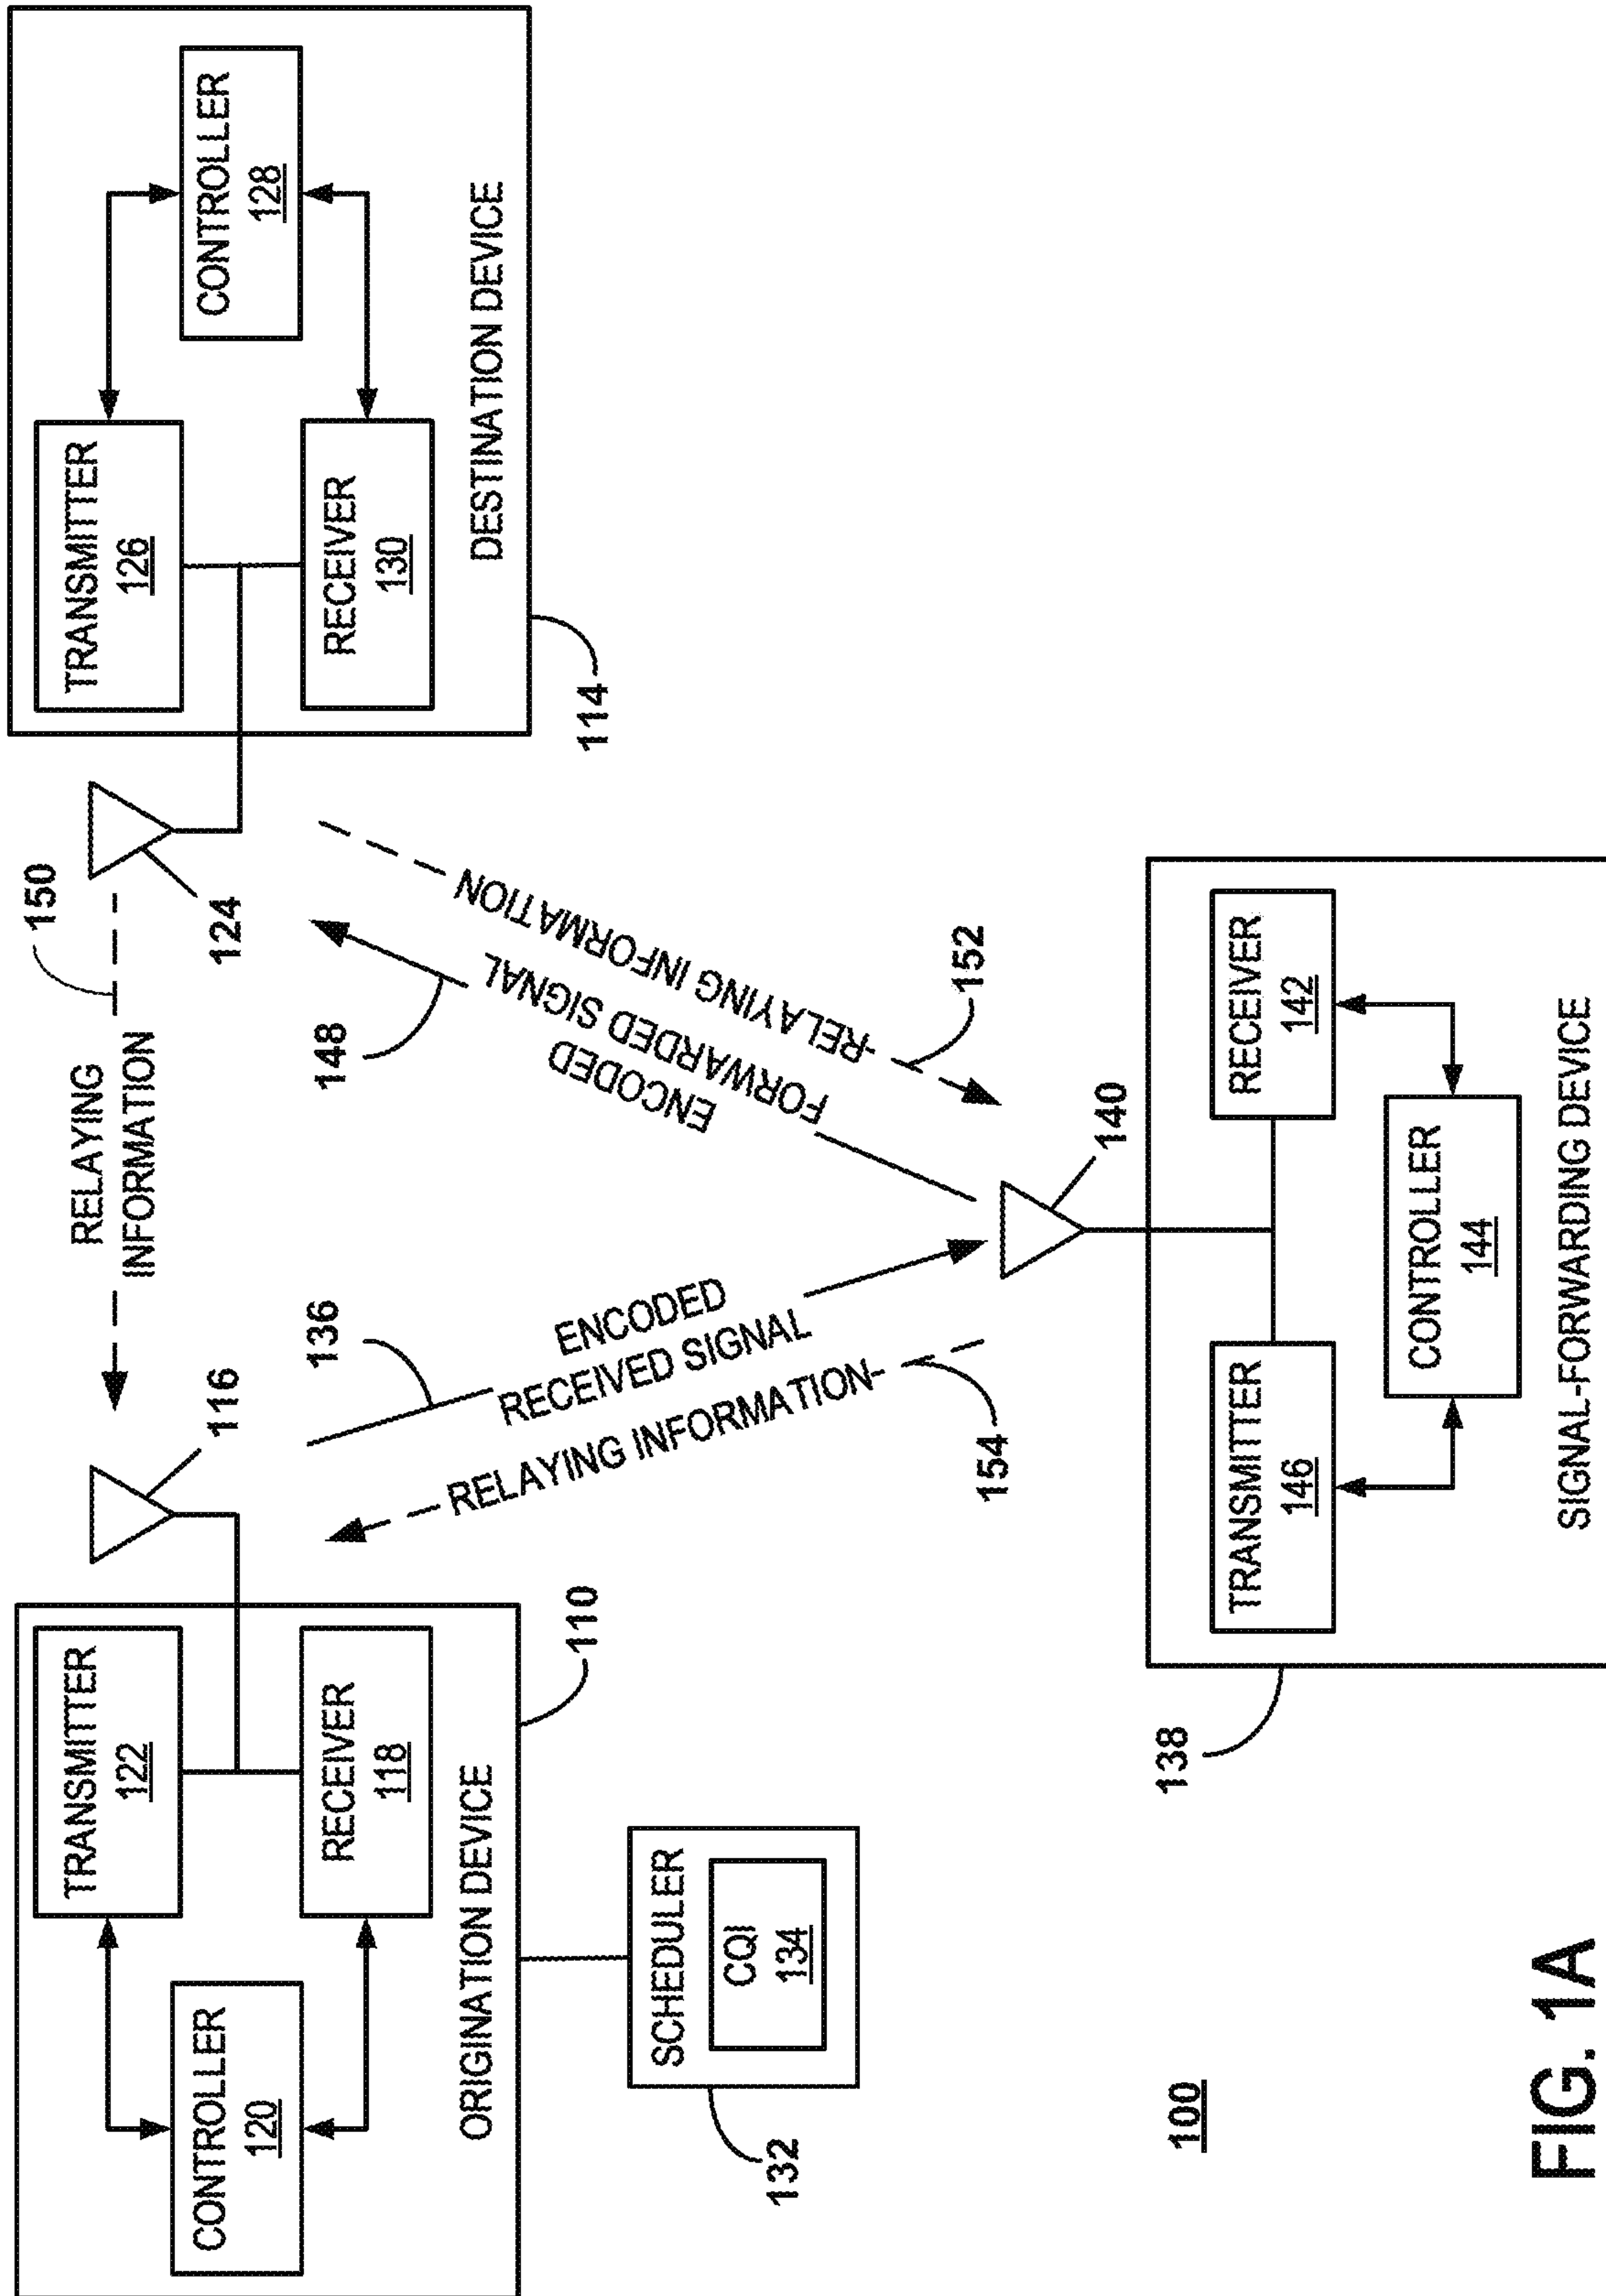 TRANSMITTER
122
CONTROLLER
120
RECEIVER
118
ORIGINATION DEVICE
110
SCHEDULER
CQI
134
132
116
RELAYING
INFORMATION
150
124
TRANSMITTER
126
CONTROLLER
128
RECEIVER
130
DESTINATION DEVICE
114
136
ENCODED
RECEIVED SIGNAL
RELAYING INFORMATION
154
148
ENCODED
FORWARDED SIGNAL
RELAYING INFORMATION
152
140
TRANSMITTER
146
RECEIVER
142
CONTROLLER
144
SIGNAL-FORWARDING DEVICE
138
100
FIG. 1A